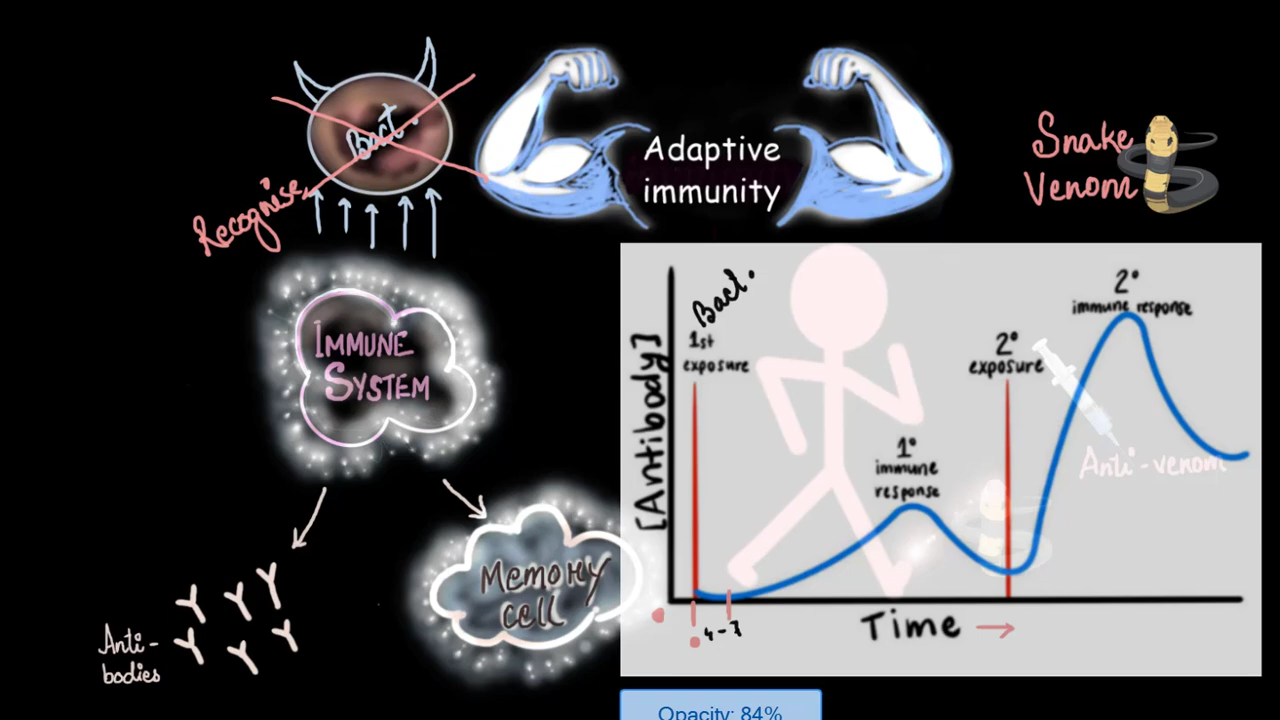 Bact.
Adaptive
immunity
Snake
Venom
Recognise
IMMUNE
SYSTEM
Memory
cell
Anti-
bodies
[Antibody]
Bact.
1st
exposure
1°
immune
response
2°
exposure
2°
immune response
Anti-venom
4-7
Time
Opacity: 84%